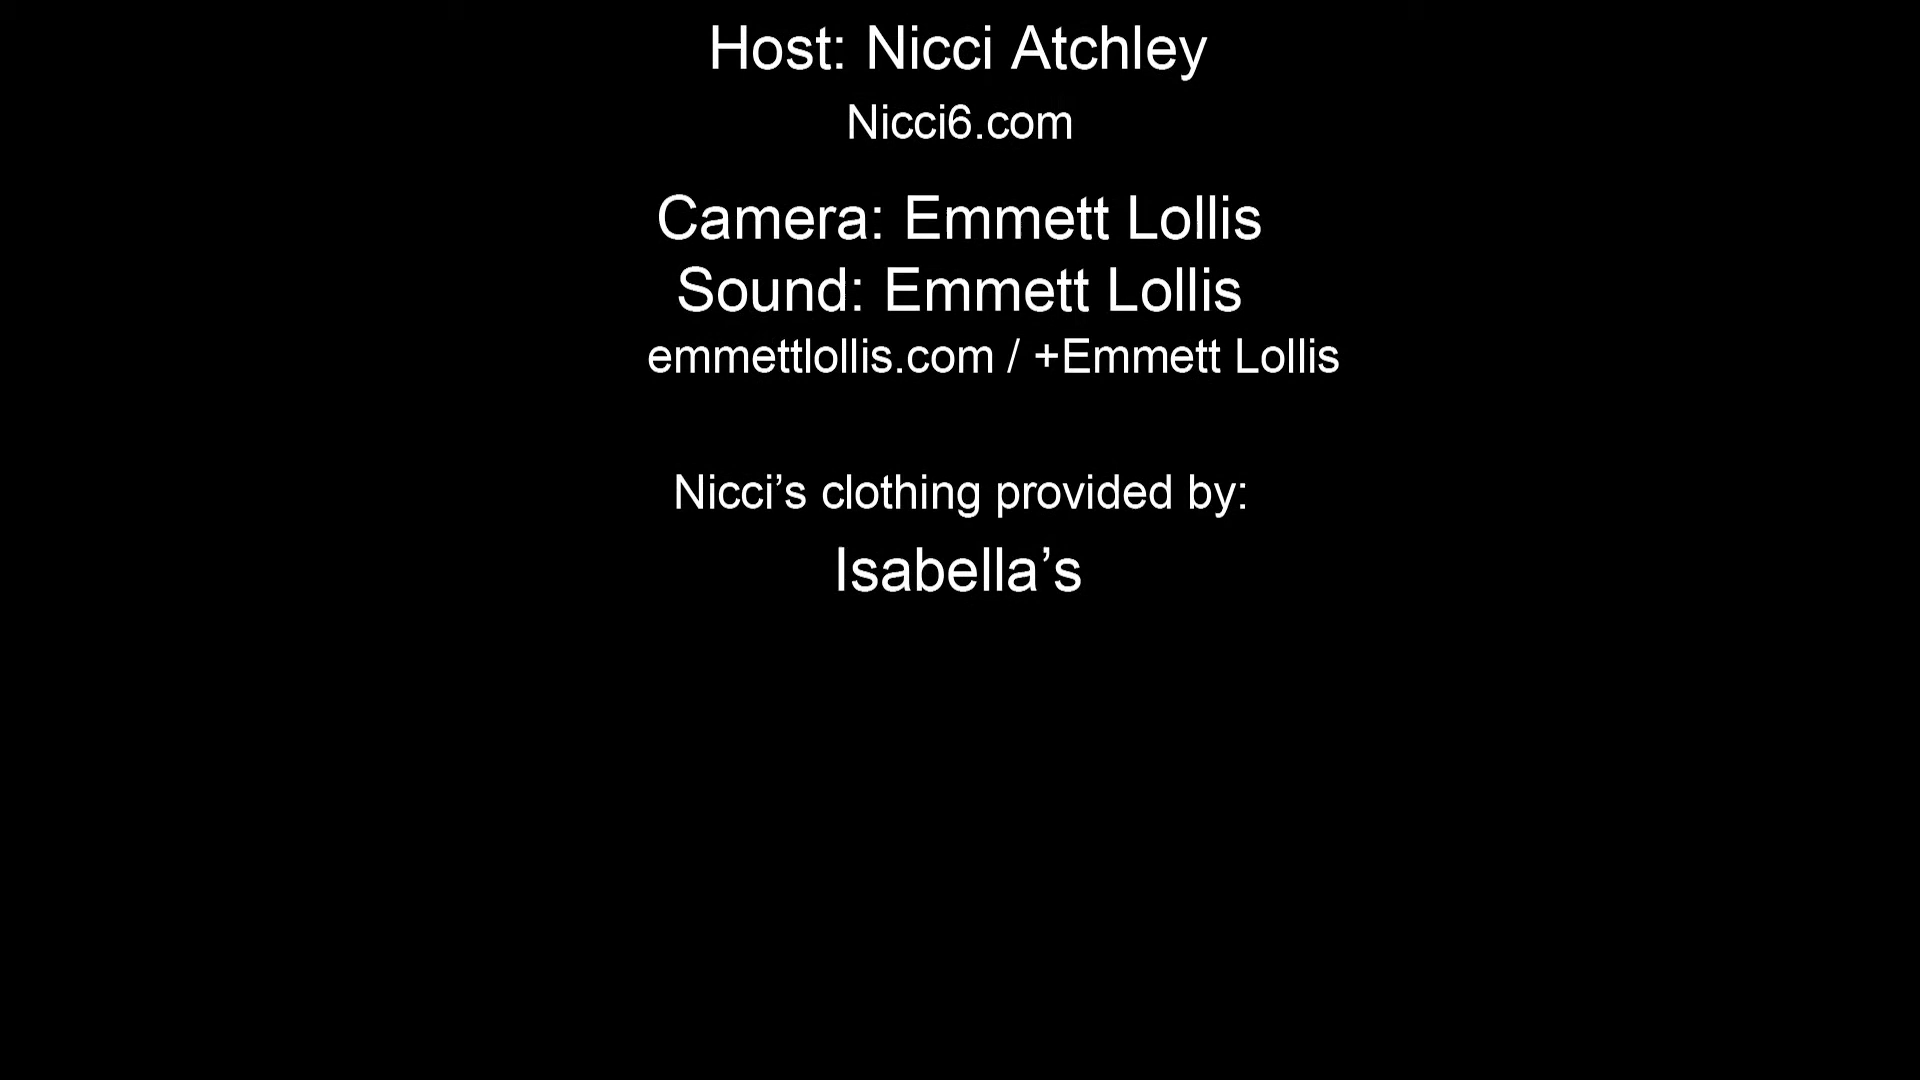 Host: Nicci Atchley
Nicci6.com
Camera: Emmett Lollis
Sound: Emmett Lollis
emmettlollis.com / +Emmett Lollis
Nicci’s clothing provided by:
Isabella’s